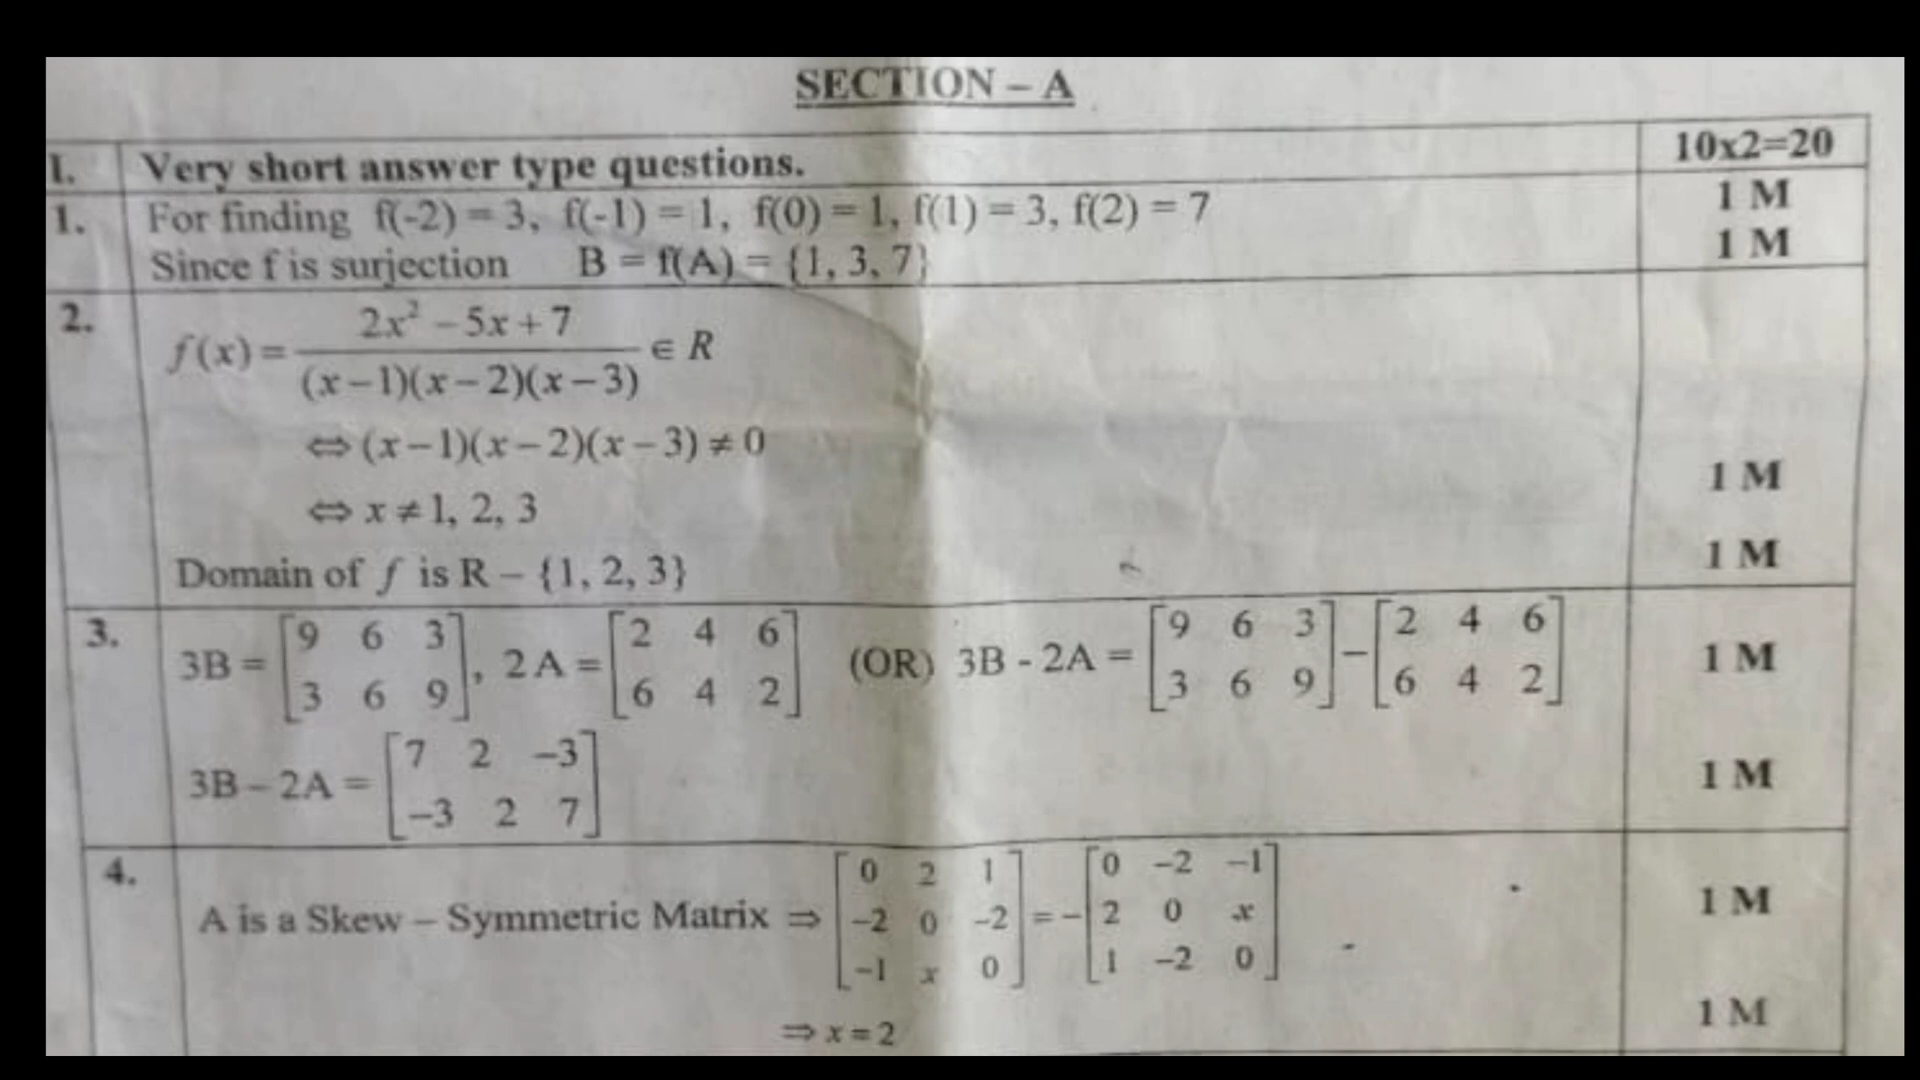 SECTION – A
I. Very short answer type questions. 10x2=20
1. For finding f(-2) = 3, f(-1) = 1, f(0) = 1, f(1) = 3, f(2) = 7 1 M
Since f is surjection B = f(A) = {1, 3, 7} 1 M
2. f(x) = \frac{2x² – 5x + 7}{(x – 1)(x – 2)(x – 3)} ∈ R
⇔ (x – 1)(x – 2)(x – 3) ≠ 0 1 M
⇔ x ≠ 1, 2, 3
Domain of f is R – {1, 2, 3} 1 M
3. 3B = [9 6 3; 3 6 9], 2A = [2 4 6; 6 4 2] (OR) 3B - 2A = [9 6 3; 3 6 9] – [2 4 6; 6 4 2] 1 M
3B – 2A = [7 2 –3; –3 2 7] 1 M
4. A is a Skew – Symmetric Matrix ⇒ [0 2 1; –2 0 –2; –1 x 0] = – [0 –2 –1; 2 0 x; 1 –2 0] 1 M
⇒ x = 2 1 M